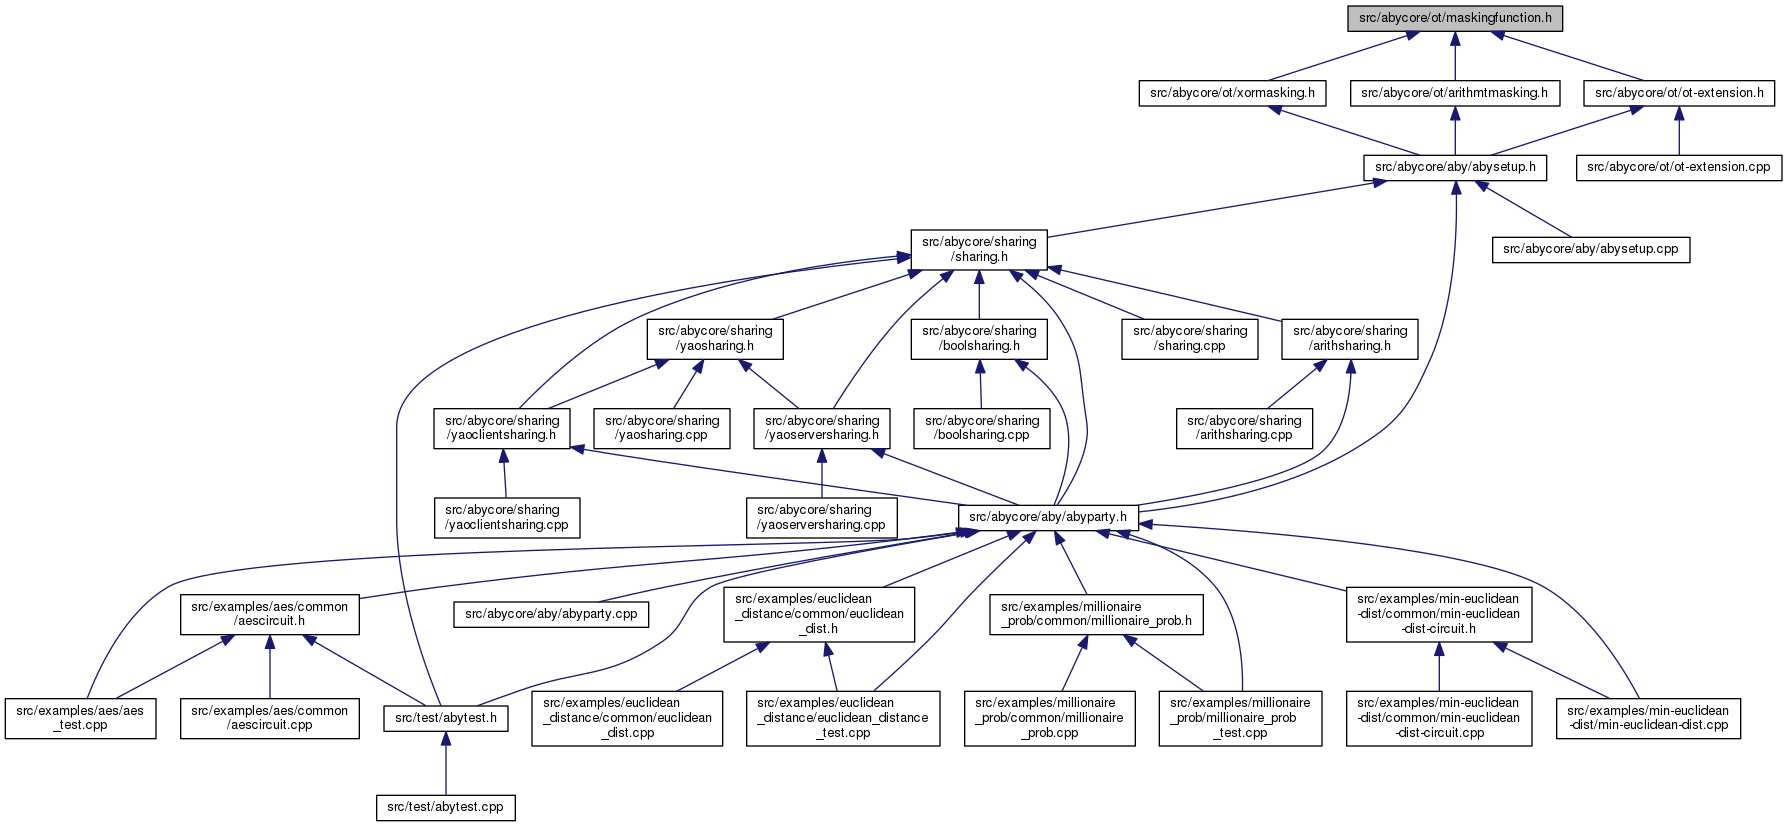 src/abycore/ot/maskingfunction.h
src/abycore/ot/xormasking.h
src/abycore/ot/arithmtmasking.h
src/abycore/ot/ot-extension.h
src/abycore/aby/abysetup.h
src/abycore/ot/ot-extension.cpp
src/abycore/sharing
/sharing.h
src/abycore/aby/abysetup.cpp
src/abycore/sharing
/yaosharing.h
src/abycore/sharing
/boolsharing.h
src/abycore/sharing
/sharing.cpp
src/abycore/sharing
/arithsharing.h
src/abycore/sharing
/yaoclientsharing.h
src/abycore/sharing
/yaosharing.cpp
src/abycore/sharing
/yaoserversharing.h
src/abycore/sharing
/boolsharing.cpp
src/abycore/sharing
/arithsharing.cpp
src/abycore/sharing
/yaoclientsharing.cpp
src/abycore/sharing
/yaoserversharing.cpp
src/abycore/aby/abyparty.h
src/examples/aes/common
/aescircuit.h
src/abycore/aby/abyparty.cpp
src/examples/euclidean
_distance/common/euclidean
_dist.h
src/examples/millionaire
_prob/common/millionaire_prob.h
src/examples/min-euclidean
-dist/common/min-euclidean
-dist-circuit.h
src/examples/aes/aes
_test.cpp
src/examples/aes/common
/aescircuit.cpp
src/test/abytest.h
src/examples/euclidean
_distance/common/euclidean
_dist.cpp
src/examples/euclidean
_distance/euclidean_distance
_test.cpp
src/examples/millionaire
_prob/common/millionaire
_prob.cpp
src/examples/millionaire
_prob/millionaire_prob
_test.cpp
src/examples/min-euclidean
-dist/common/min-euclidean
-dist-circuit.cpp
src/examples/min-euclidean
-dist/min-euclidean-dist.cpp
src/test/abytest.cpp